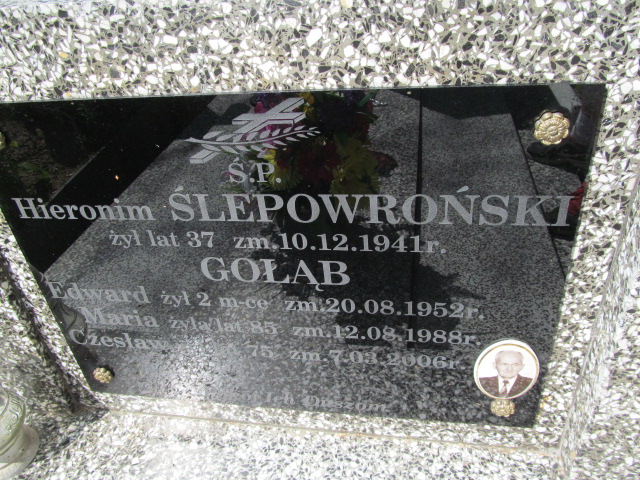 Ś.P.
Hieronim ŚLEPOWROŃSKI
żył lat 37 zm.10.12.1941r.
GOŁĄB
Edward żył 2 m-ce zm.20.08.1952r.
Maria żyła lat 85 zm.12.08.1988r.
Czesław 75 zm.7.03.2006r.